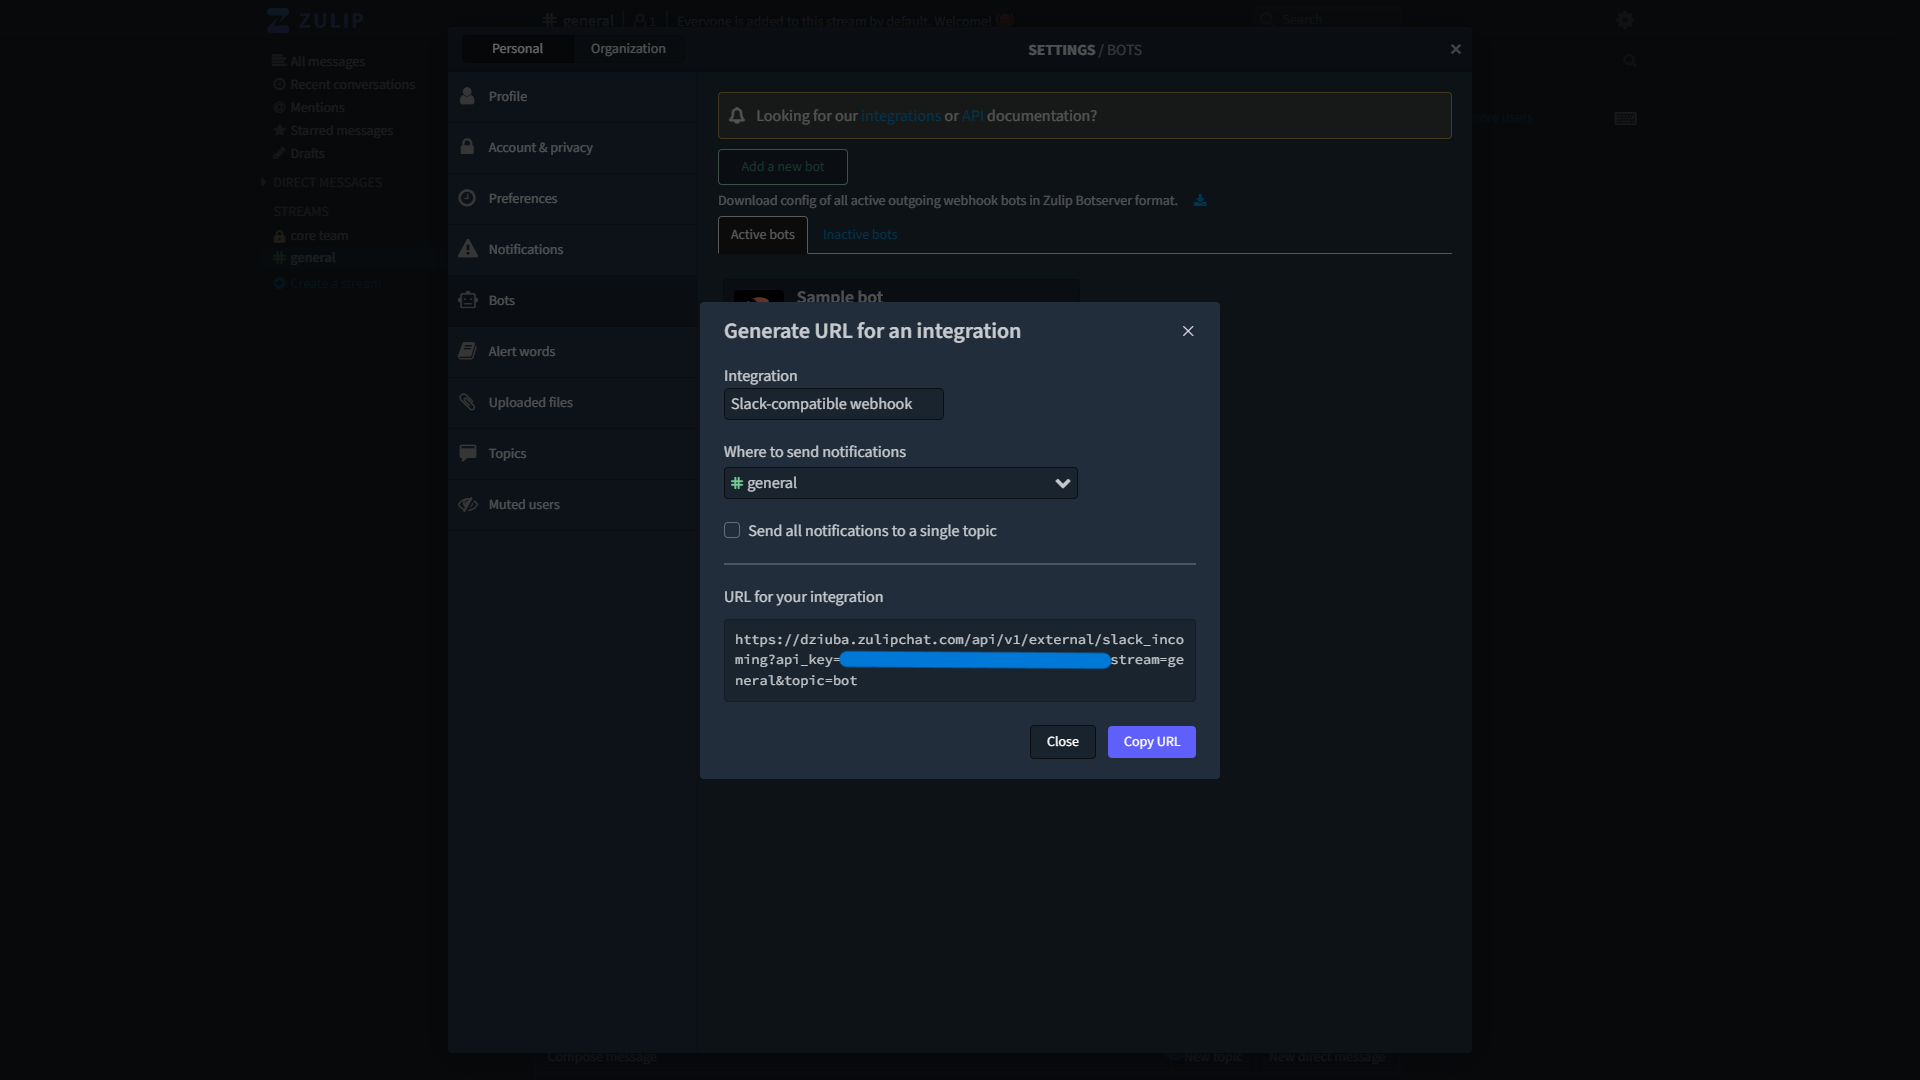 ZULIP
# general
1
Everyone is added to this stream by default. Welcome!
Search
All messages
Recent conversations
Mentions
Starred messages
Drafts
DIRECT MESSAGES
STREAMS
core team
# general
Create a stream
Personal
Organization
SETTINGS / BOTS
Profile
Account & privacy
Preferences
Notifications
Bots
Alert words
Uploaded files
Topics
Muted users
Looking for our integrations or API documentation?
Add a new bot
Download config of all active outgoing webhook bots in Zulip Botserver format.
Active bots
Inactive bots
Sample bot
Generate URL for an integration
Integration
Slack-compatible webhook
Where to send notifications
# general
Send all notifications to a single topic
URL for your integration
https://dziuba.zulipchat.com/api/v1/external/slack_inco
ming?api_key=
stream=ge
neral&topic=bot
Close
Copy URL
Compose message
New topic
New direct message